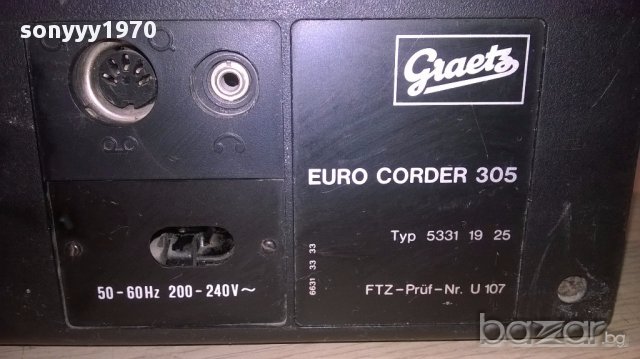 sonyyy1970
Graetz
EURO CORDER 305
Typ 5331 19 25
6631 33 33
FTZ-Prüf-Nr. U 107
50-60Hz 200-240V~
bazar.бг